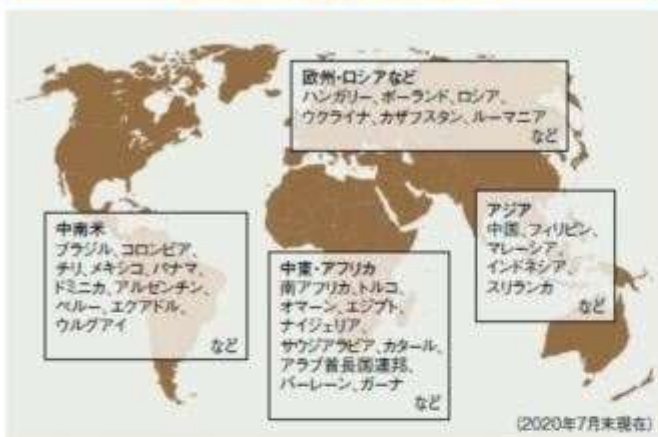 欧州・ロシアなど
ハンガリー、ポーランド、ロシア、
ウクライナ、カザフスタン、ルーマニア
など
中南米
ブラジル、コロンビア、
チリ、メキシコ、パナマ、
ドミニカ、アルゼンチン、
ペルー、エクアドル、
ウルグアイ
など
中東・アフリカ
南アフリカ、トルコ、
オマーン、エジプト、
ナイジェリア、
サウジアラビア、カタール、
アラブ首長国連邦、
バーレーン、ガーナ
など
アジア
中国、フィリピン、
マレーシア、
インドネシア、
スリランカ
など
(2020年7月末現在)